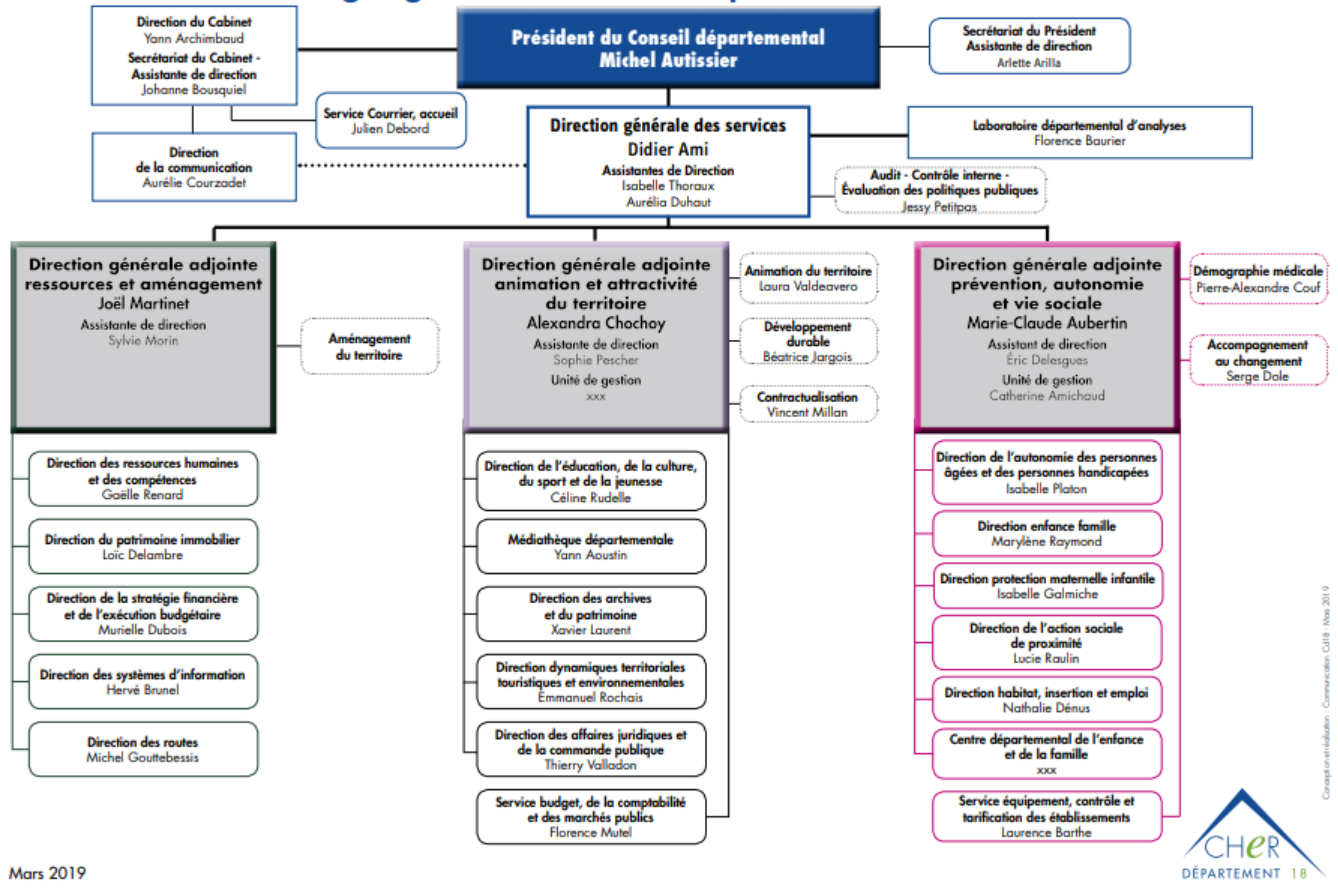 Direction du Cabinet
Yann Archimbaud
Secrétariat du Cabinet -
Assistante de direction
Johanne Bousquiel
Président du Conseil départemental
Michel Autissier
Secrétariat du Président
Assistante de direction
Arlette Arilla
Service Courrier, accueil
Julien Debord
Direction
de la communication
Aurélie Courzadet
Direction générale des services
Didier Ami
Assistantes de Direction
Isabelle Thoraux
Aurélia Duhaut
Laboratoire départemental d'analyses
Florence Baurier
Audit - Contrôle interne -
Évaluation des politiques publiques
Jessy Petitpas
Direction générale adjointe
ressources et aménagement
Joël Martinet
Assistante de direction
Sylvie Morin
Aménagement
du territoire
Direction des ressources humaines
et des compétences
Gaëlle Renard
Direction du patrimoine immobilier
Loïc Delambre
Direction de la stratégie financière
et de l'exécution budgétaire
Murielle Dubois
Direction des systèmes d'information
Hervé Brunel
Direction des routes
Michel Gouttebessis
Direction générale adjointe
animation et attractivité
du territoire
Alexandra Chochoy
Assistante de direction
Sophie Pescher
Unité de gestion
xxx
Animation du territoire
Laura Valdeavero
Développement
durable
Béatrice Jargois
Contractualisation
Vincent Millan
Direction de l'éducation, de la culture,
du sport et de la jeunesse
Céline Rudelle
Médiathèque départementale
Yann Aoustin
Direction des archives
et du patrimoine
Xavier Laurent
Direction dynamiques territoriales
touristiques et environnementales
Emmanuel Rochais
Direction des affaires juridiques et
de la commande publique
Thierry Valladon
Service budget, de la comptabilité
et des marchés publics
Florence Mutel
Direction générale adjointe
prévention, autonomie
et vie sociale
Marie-Claude Aubertin
Assistant de direction
Éric Delesgues
Unité de gestion
Catherine Amichaud
Démographie médicale
Pierre-Alexandre Couf
Accompagnement
au changement
Serge Dole
Direction de l'autonomie des personnes
âgées et des personnes handicapées
Isabelle Platon
Direction enfance famille
Marylène Raymond
Direction protection maternelle infantile
Isabelle Galmiche
Direction de l'action sociale
de proximité
Lucie Raulin
Direction habitat, insertion et emploi
Nathalie Dénus
Centre départemental de l'enfance
et de la famille
xxx
Service équipement, contrôle et
tarification des établissements
Laurence Barthe
Conception et réalisation : Communication Cd18 - Mars 2019
CHeR
DÉPARTEMENT 18
Mars 2019